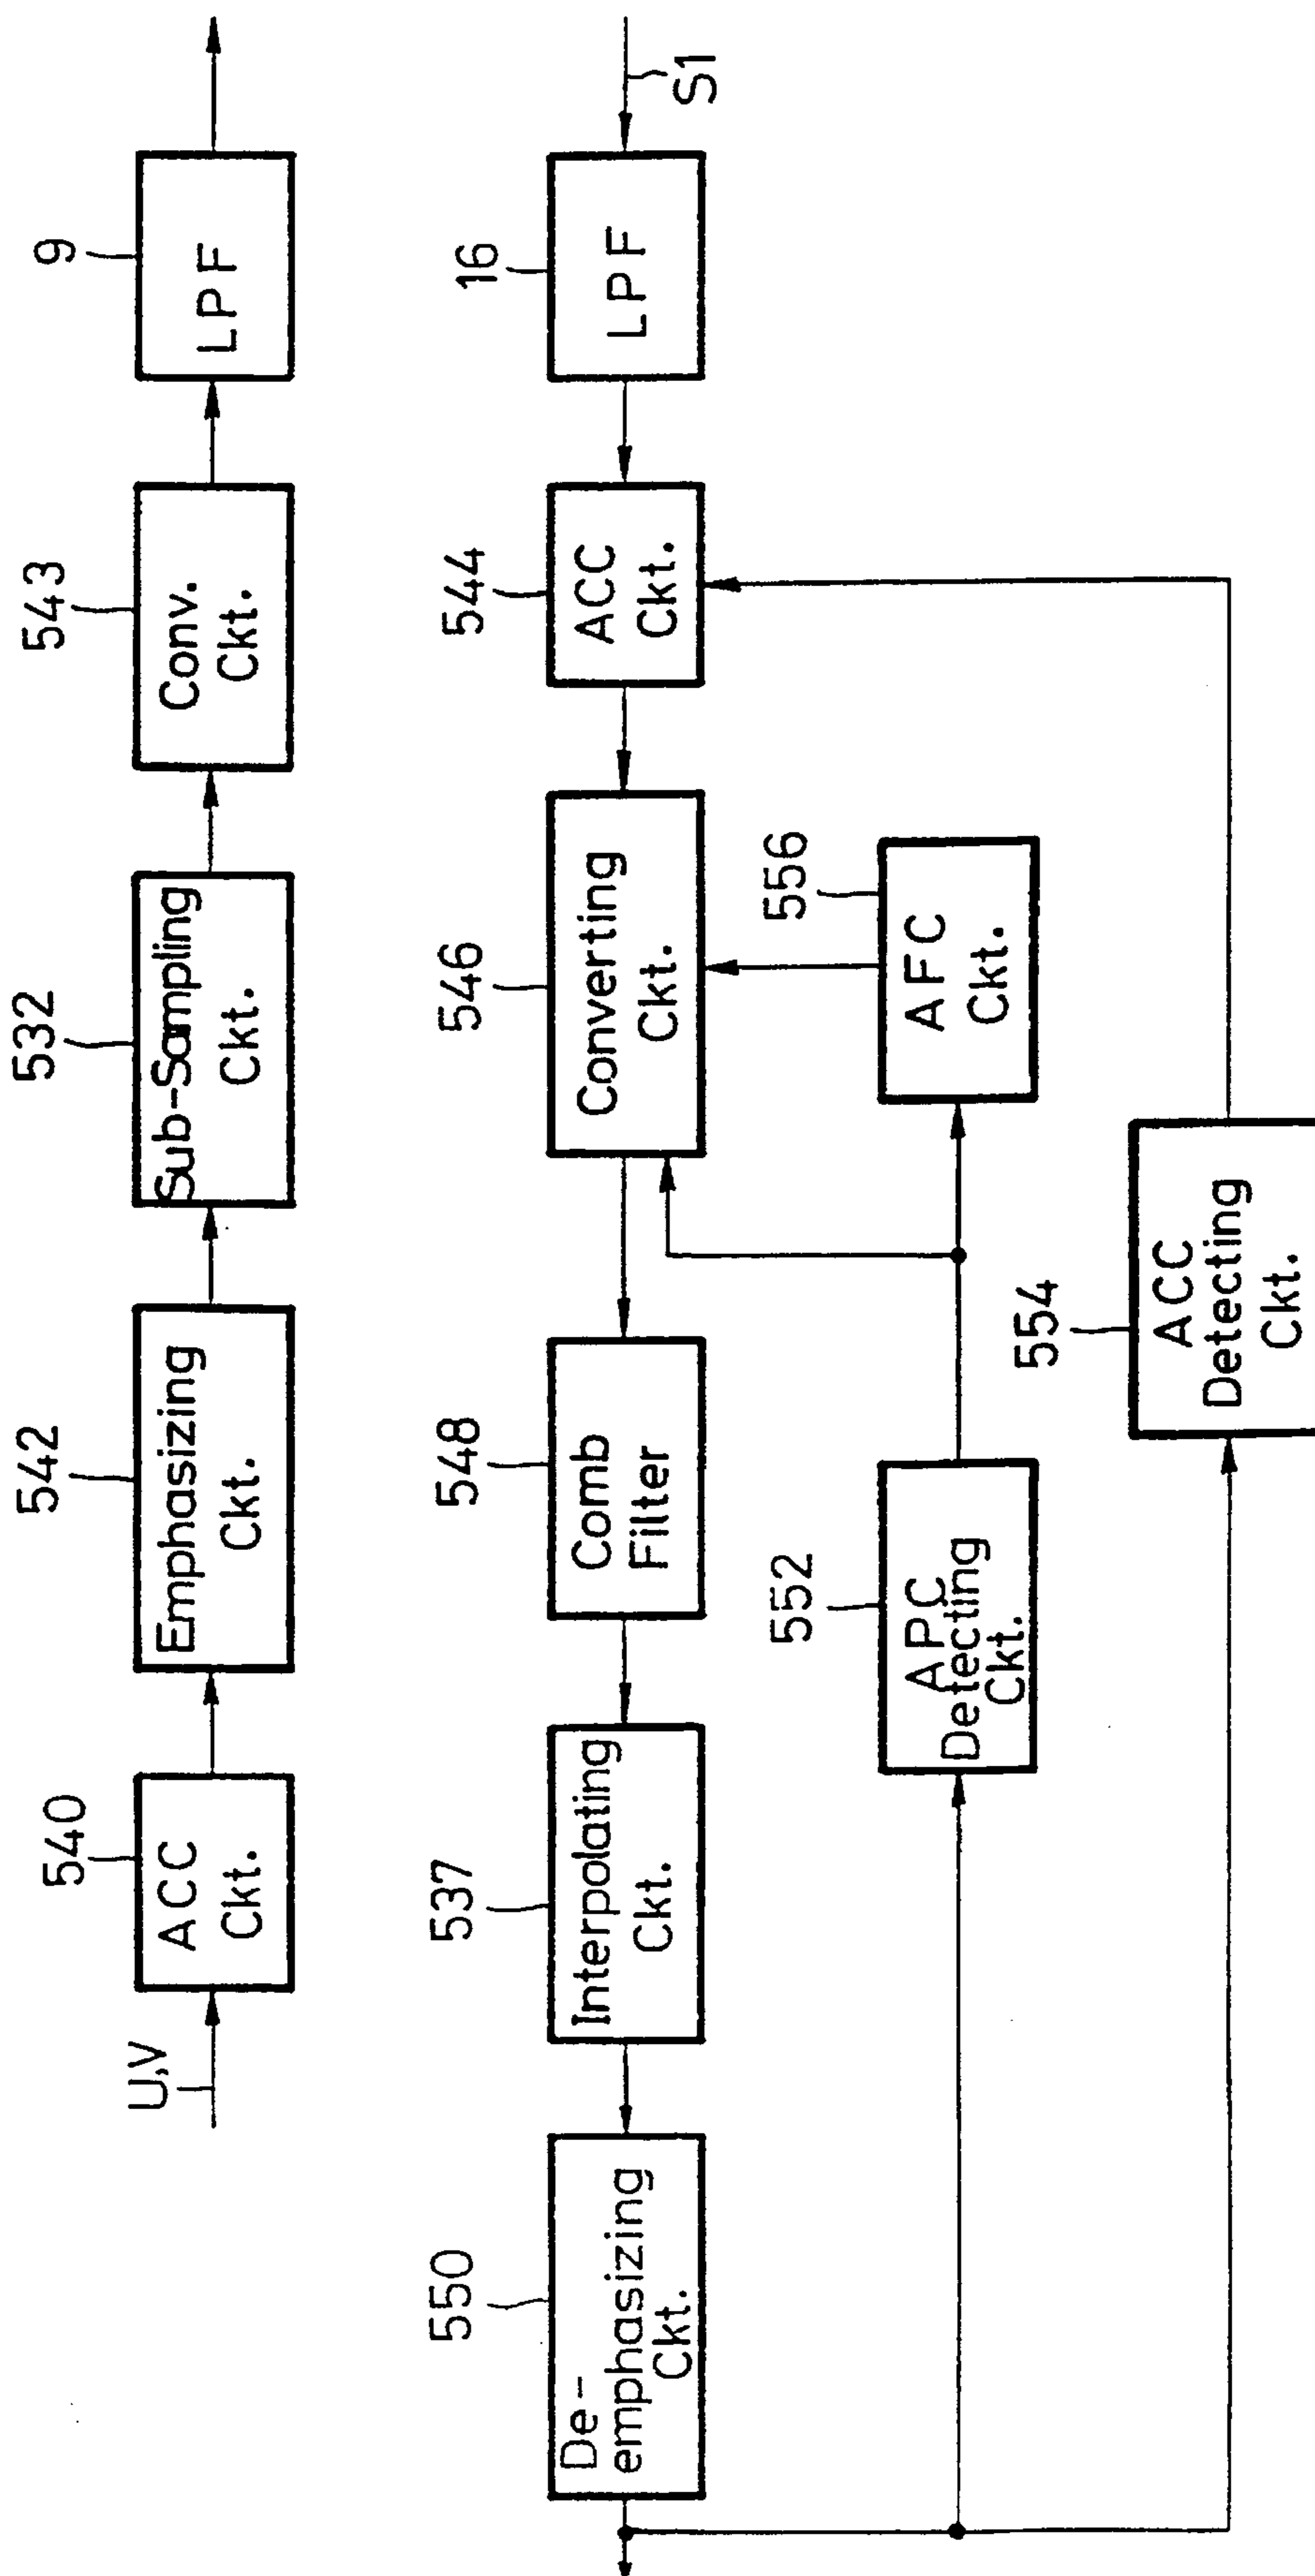 U,V
540
ACC
Ckt.
542
Emphasizing
Ckt.
532
Sub-Sampling
Ckt.
543
Conv.
Ckt.
9
LPF
550
De-
emphasizing
Ckt.
537
Interpolating
Ckt.
548
Comb
Filter
546
Converting
Ckt.
544
ACC
Ckt.
16
LPF
S1
552
APC
Detecting
Ckt.
556
AFC
Ckt.
554
ACC
Detecting
Ckt.